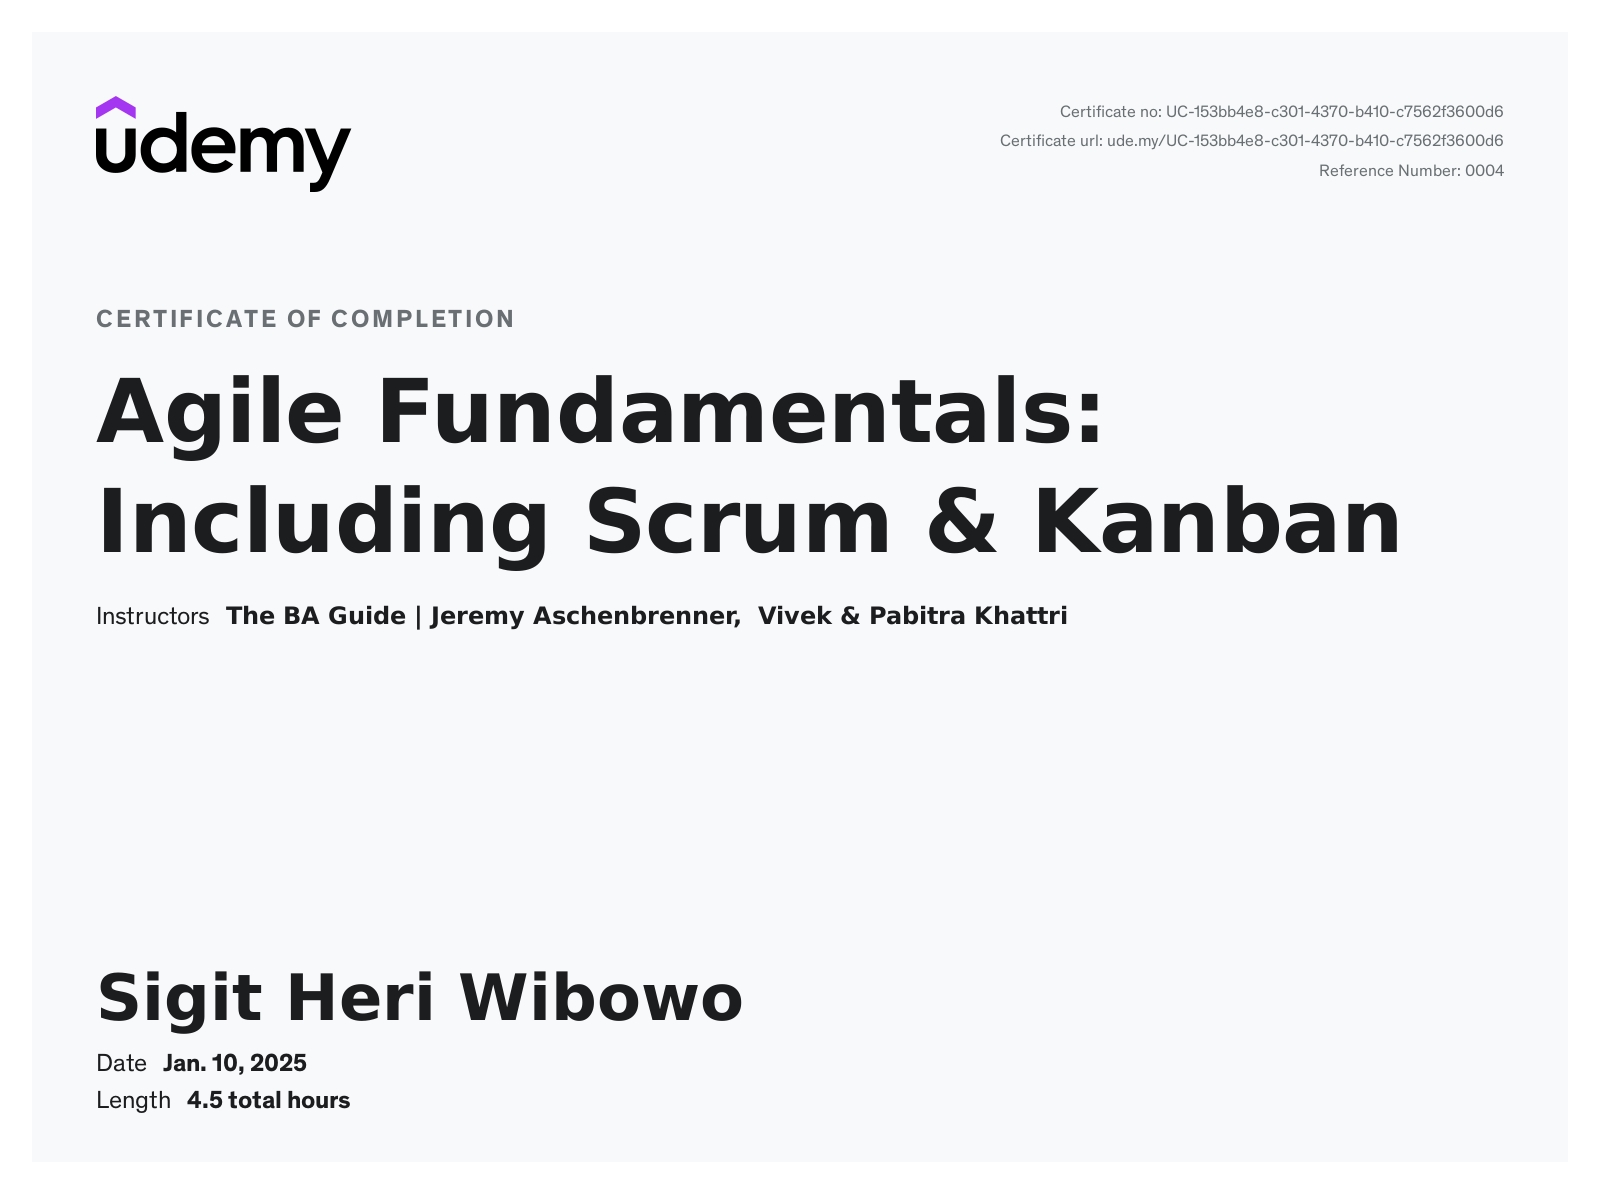 udemy
Certificate no: UC-153bb4e8-c301-4370-b410-c7562f3600d6
Certificate url: ude.my/UC-153bb4e8-c301-4370-b410-c7562f3600d6
Reference Number: 0004
CERTIFICATE OF COMPLETION
Agile Fundamentals:
Including Scrum & Kanban
Instructors The BA Guide | Jeremy Aschenbrenner, Vivek & Pabitra Khattri
Sigit Heri Wibowo
Date Jan. 10, 2025
Length 4.5 total hours